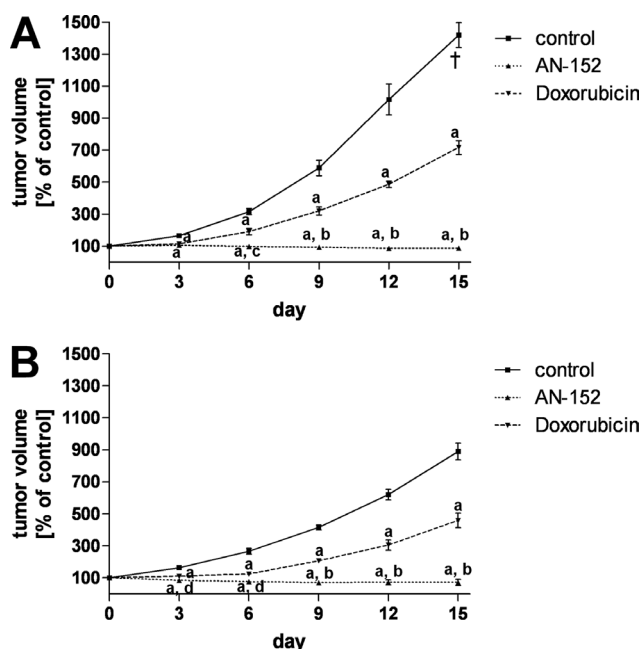 A
tumor volume
[% of control]
1500
1300
1100
900
700
500
300
100
†
a
a
a
a
a
a
a, c
a, b
a, b
a, b
0
3
6
9
12
15
day
control
AN-152
Doxorubicin
B
tumor volume
[% of control]
1500
1300
1100
900
700
500
300
100
a
a
a
a
a
a, d
a, d
a, b
a, b
a, b
0
3
6
9
12
15
day
control
AN-152
Doxorubicin